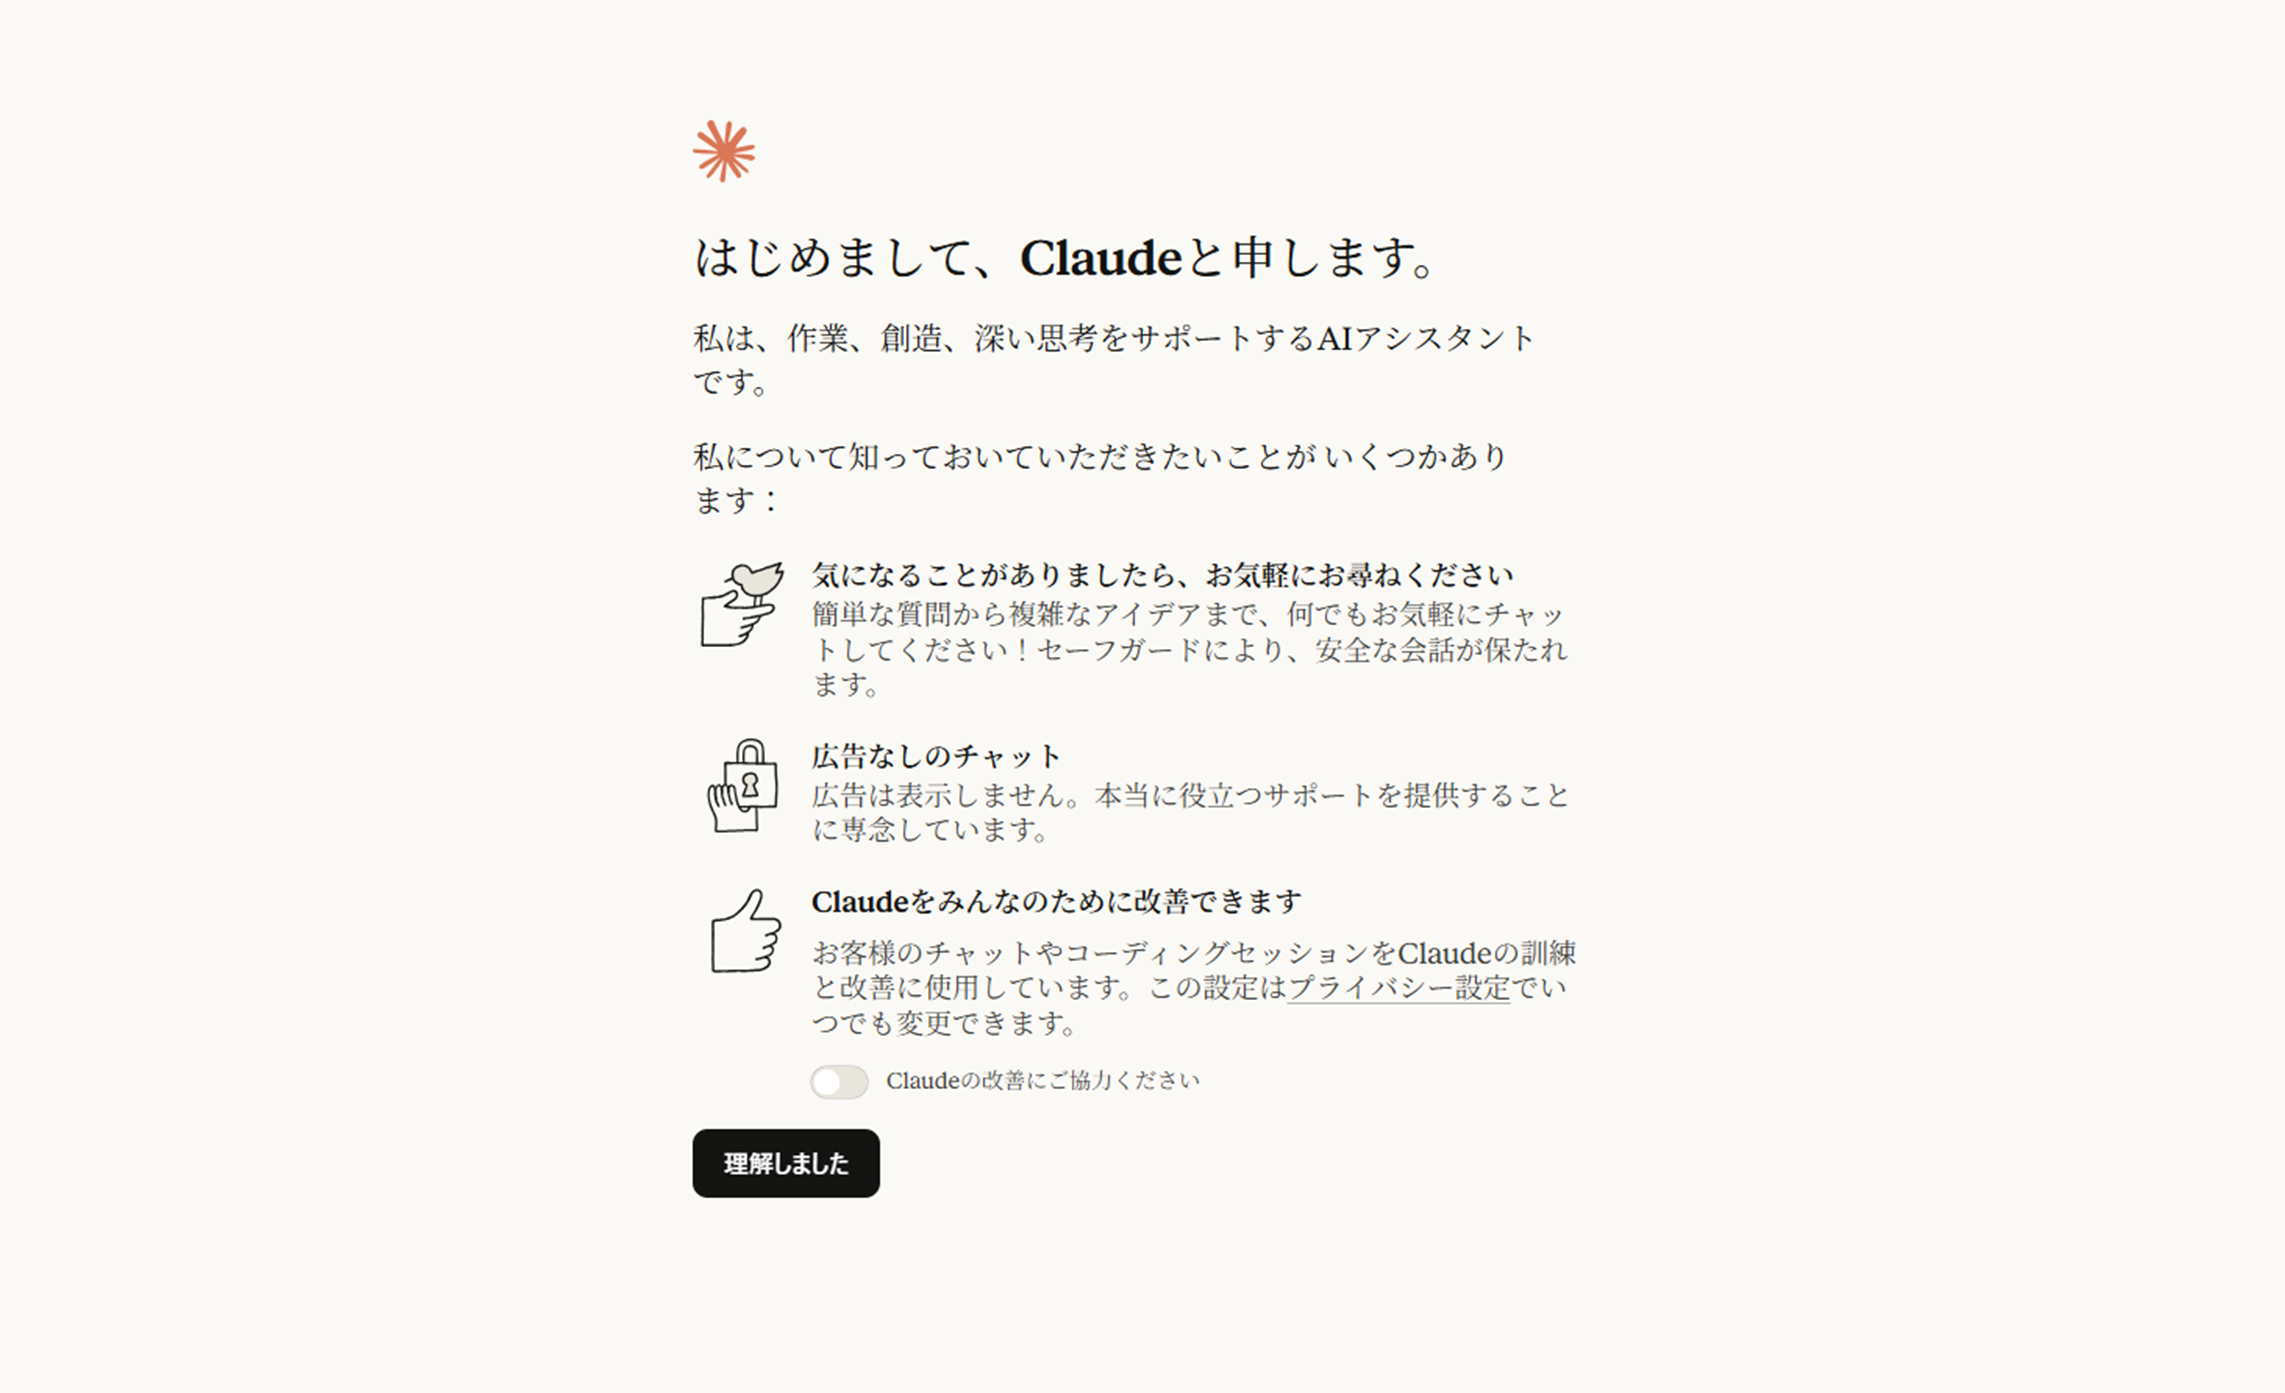 はじめまして、Claudeと申します。
私は、作業、創造、深い思考をサポートするAIアシスタント
です。
私について知っておいていただきたいことが いくつかあり
ます：
気になることがありましたら、お気軽にお尋ねください
簡単な質問から複雑なアイデアまで、何でもお気軽にチャッ
トしてください！セーフガードにより、安全な会話が保たれ
ます。
広告なしのチャット
広告は表示しません。本当に役立つサポートを提供すること
に専念しています。
Claudeをみんなのために改善できます
お客様のチャットやコーディングセッションをClaudeの訓練
と改善に使用しています。この設定はプライバシー設定でい
つでも変更できます。
Claudeの改善にご協力ください
理解しました